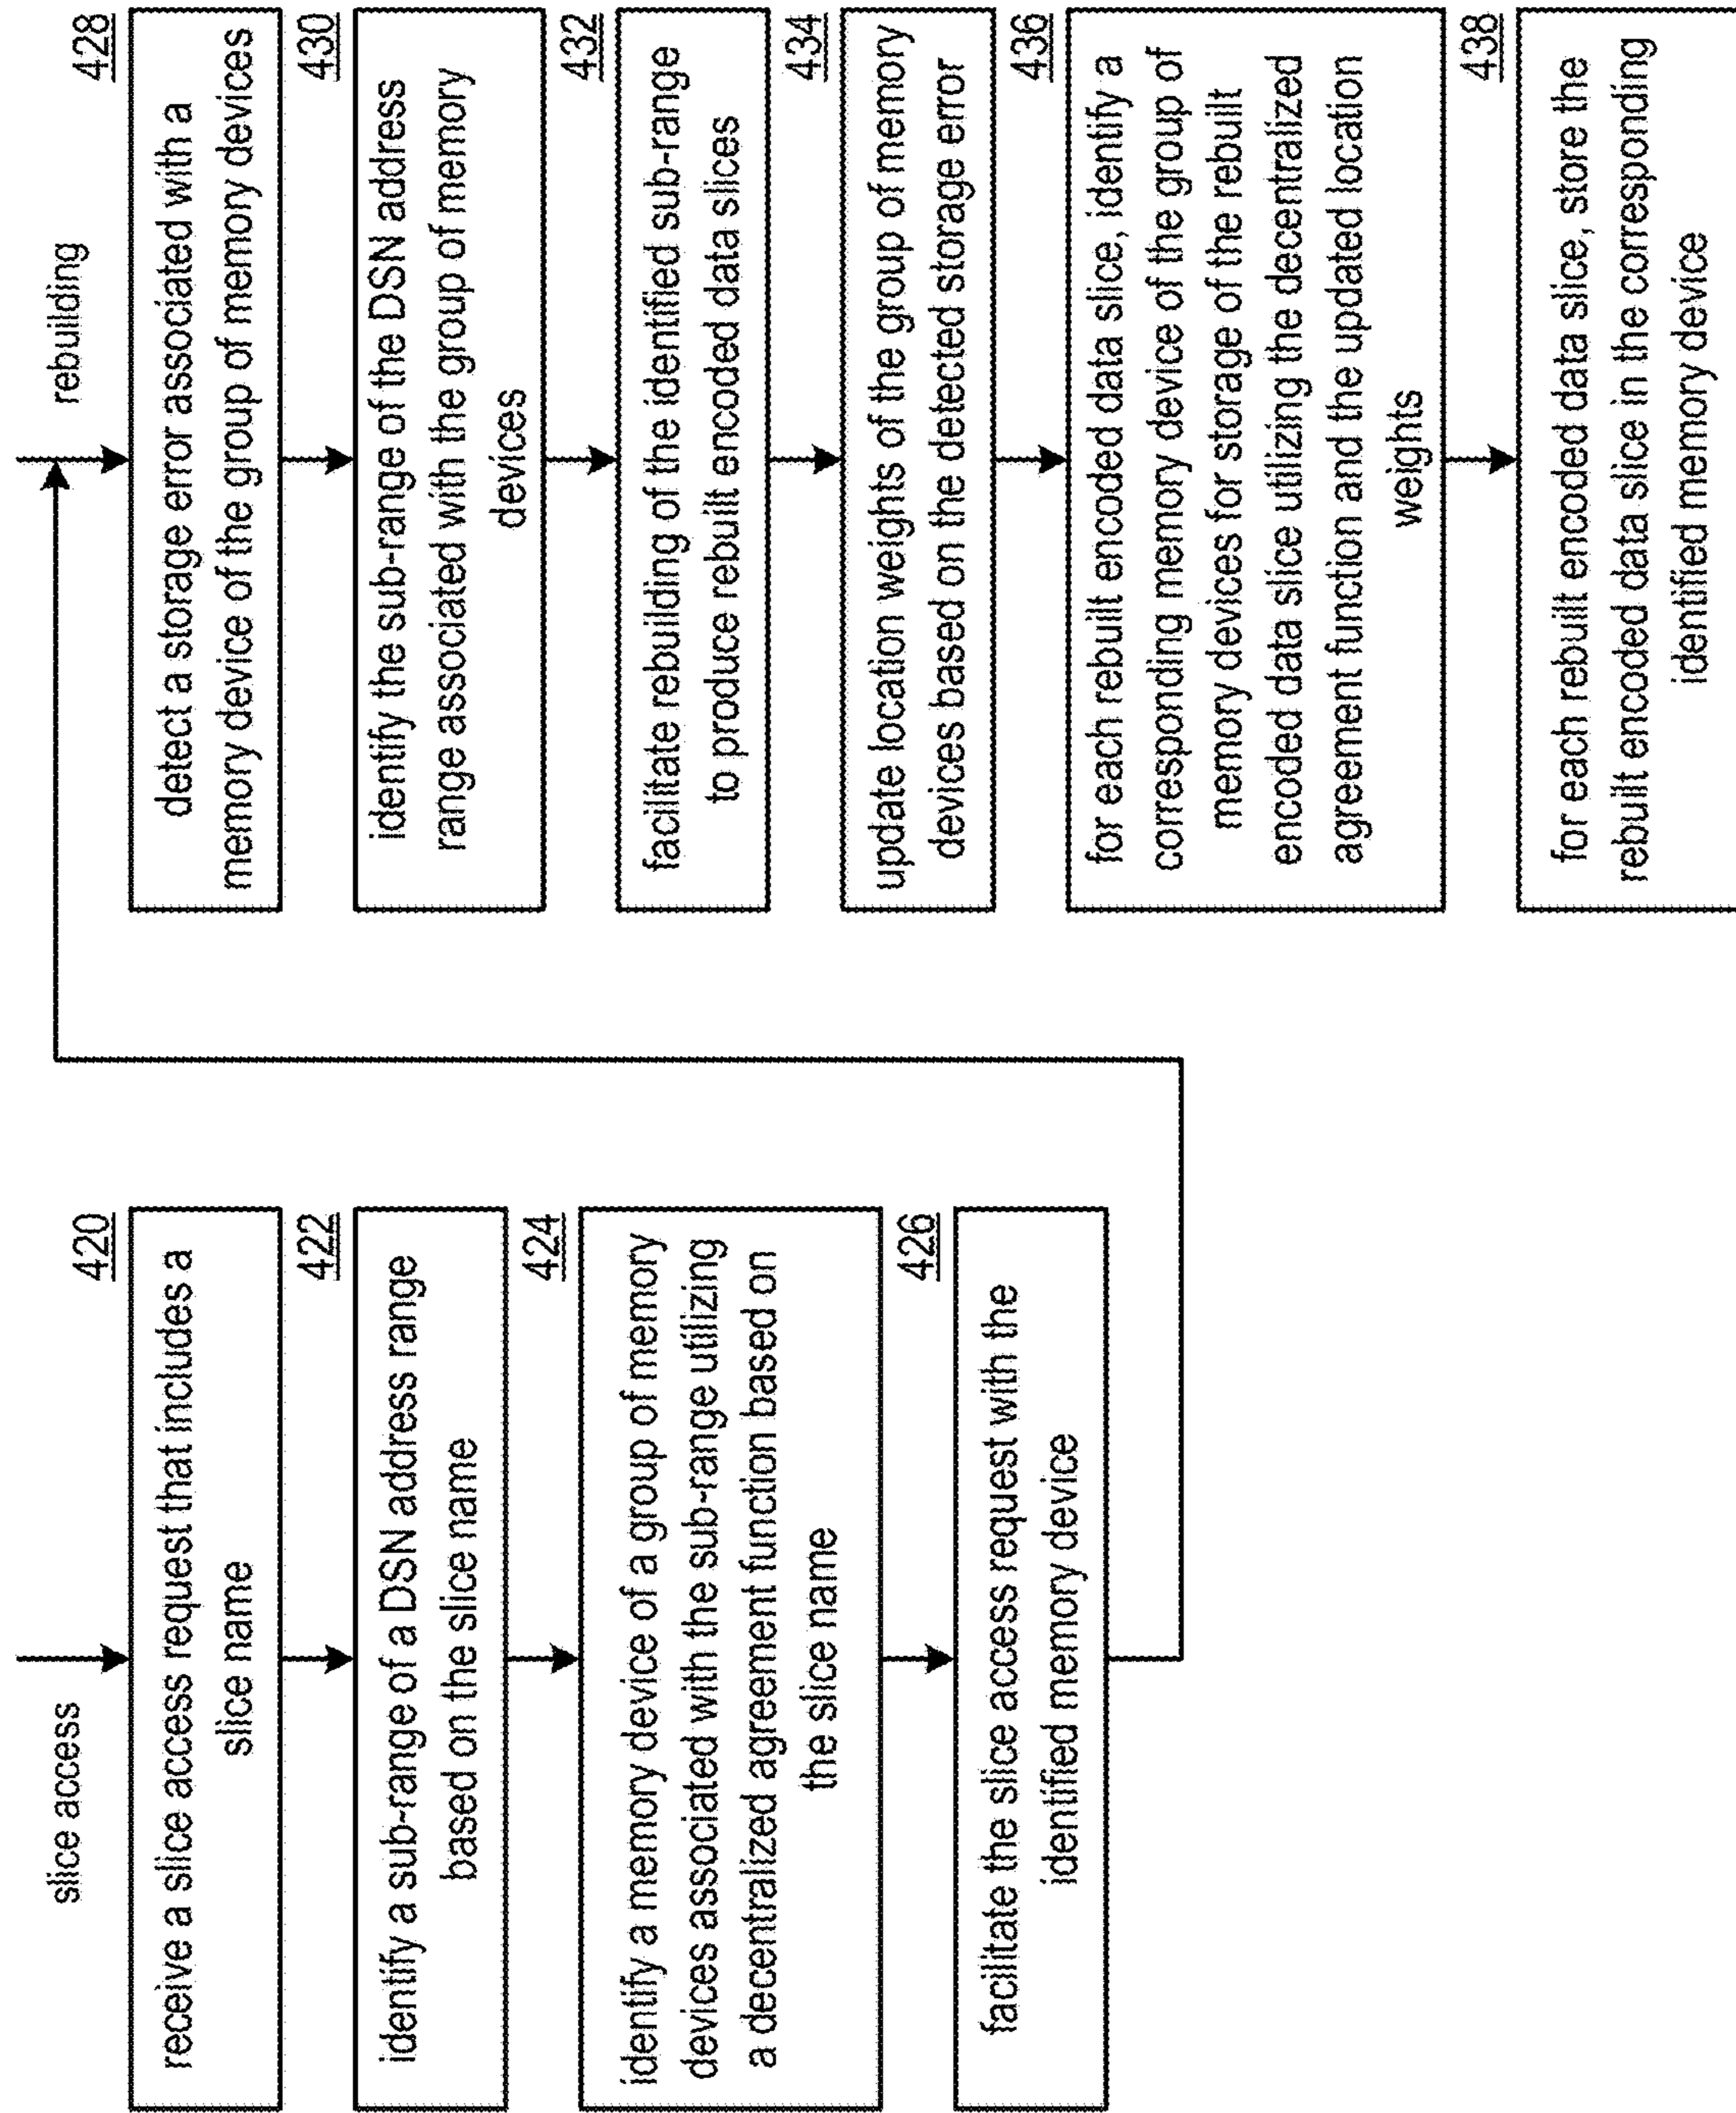 slice access
420
receive a slice access request that includes a
slice name
422
identify a sub-range of a DSN address range
based on the slice name
424
identify a memory device of a group of memory
devices associated with the sub-range utilizing
a decentralized agreement function based on
the slice name
426
facilitate the slice access request with the
identified memory device
rebuilding
428
detect a storage error associated with a
memory device of the group of memory devices
430
identify the sub-range of the DSN address
range associated with the group of memory
devices
432
facilitate rebuilding of the identified sub-range
to produce rebuilt encoded data slices
434
update location weights of the group of memory
devices based on the detected storage error
436
for each rebuilt encoded data slice, identify a
corresponding memory device of the group of
memory devices for storage of the rebuilt
encoded data slice utilizing the decentralized
agreement function and the updated location
weights
438
for each rebuilt encoded data slice, store the
rebuilt encoded data slice in the corresponding
identified memory device